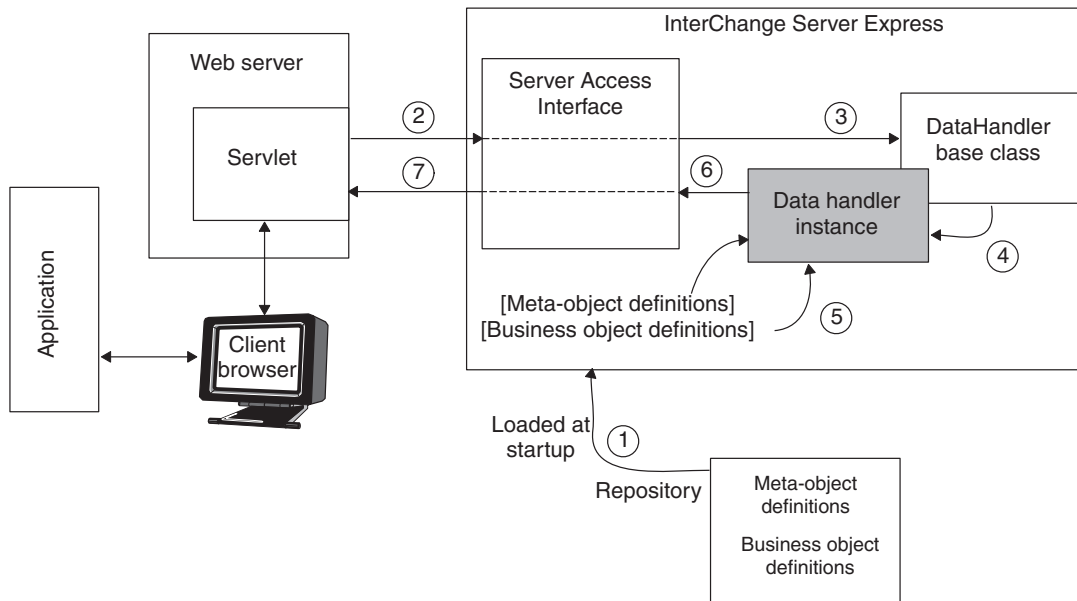 InterChange Server Express
Web server
Server Access
Interface
Servlet
2
3
DataHandler
base class
7
6
Data handler
instance
4
Application
Client
browser
[Meta-object definitions]
[Business object definitions]
5
Loaded at
startup
1
Repository
Meta-object
definitions
Business object
definitions